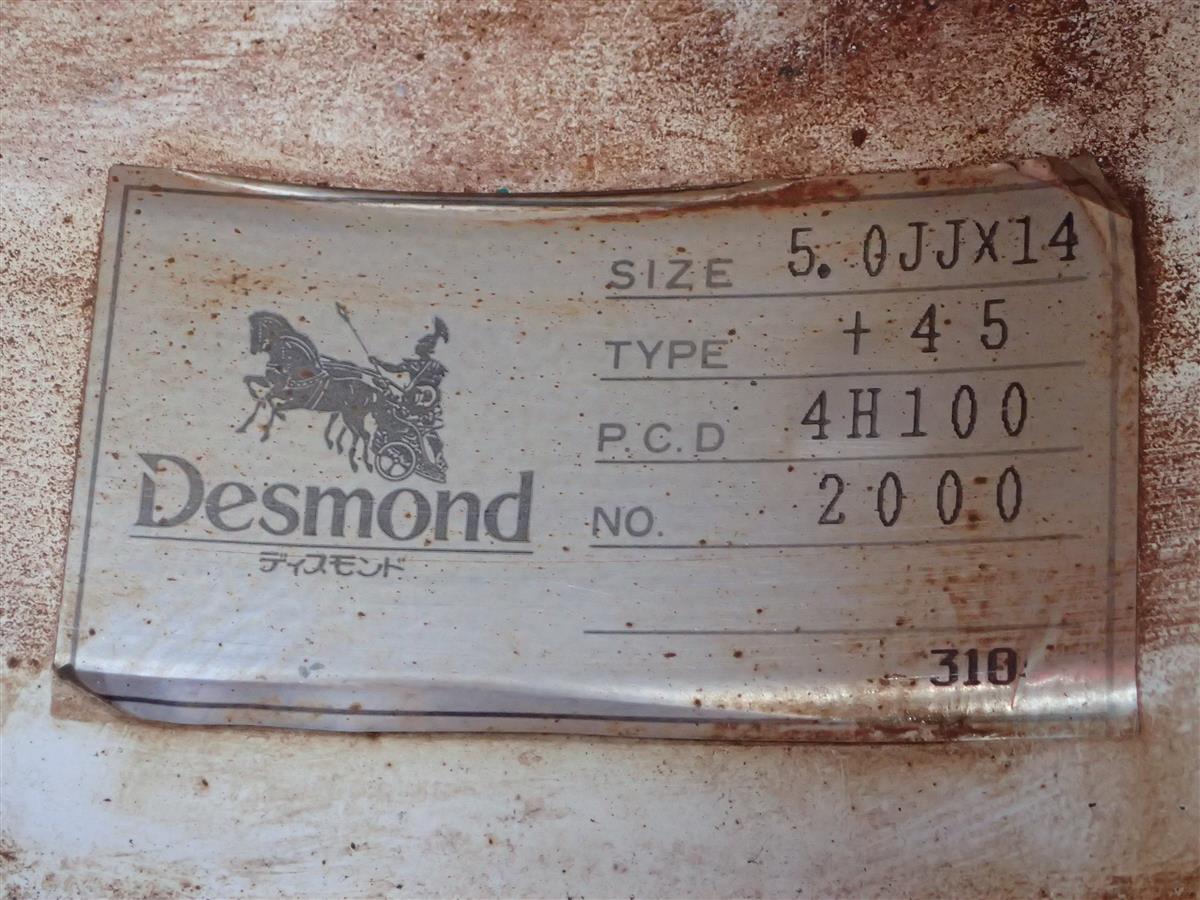 Desmond
ディスモンド
SIZE 5.0JJX14
TYPE +45
P.C.D 4H100
NO. 2000
310